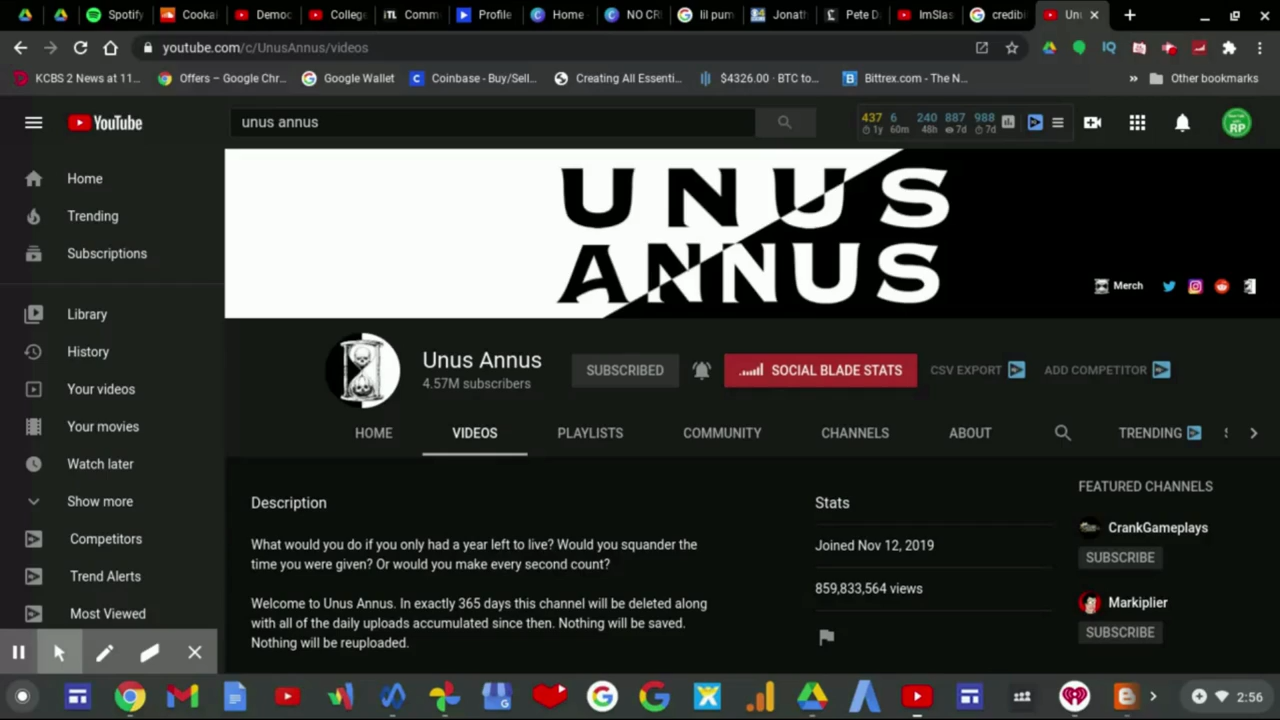 Spotify
Cookai
Democ
College
ITL
Comm
Profile
Home
NO CR
lil pum
Jonath
Pete D
ImSlas
credibi
Un
youtube.com/c/UnusAnnus/videos
KCBS 2 News at 11...
Offers – Google Chr...
Google Wallet
Coinbase - Buy/Sell...
Creating All Essenti...
$4326.00 · BTC to...
Bittrex.com - The N...
»
Other bookmarks
YouTube
unus annus
437 6 240 887 988
1y 60m 48h 7d 7d
RP
Home
Trending
Subscriptions
Library
History
Your videos
Your movies
Watch later
Show more
Competitors
Trend Alerts
Most Viewed
UNUS
ANNUS
Merch
Unus Annus
4.57M subscribers
SUBSCRIBED
SOCIAL BLADE STATS
CSV EXPORT
ADD COMPETITOR
HOME
VIDEOS
PLAYLISTS
COMMUNITY
CHANNELS
ABOUT
TRENDING
Description
What would you do if you only had a year left to live? Would you squander the
time you were given? Or would you make every second count?
Welcome to Unus Annus. In exactly 365 days this channel will be deleted along
with all of the daily uploads accumulated since then. Nothing will be saved.
Nothing will be reuploaded.
Stats
Joined Nov 12, 2019
859,833,564 views
FEATURED CHANNELS
CrankGameplays
SUBSCRIBE
Markiplier
SUBSCRIBE
2:56